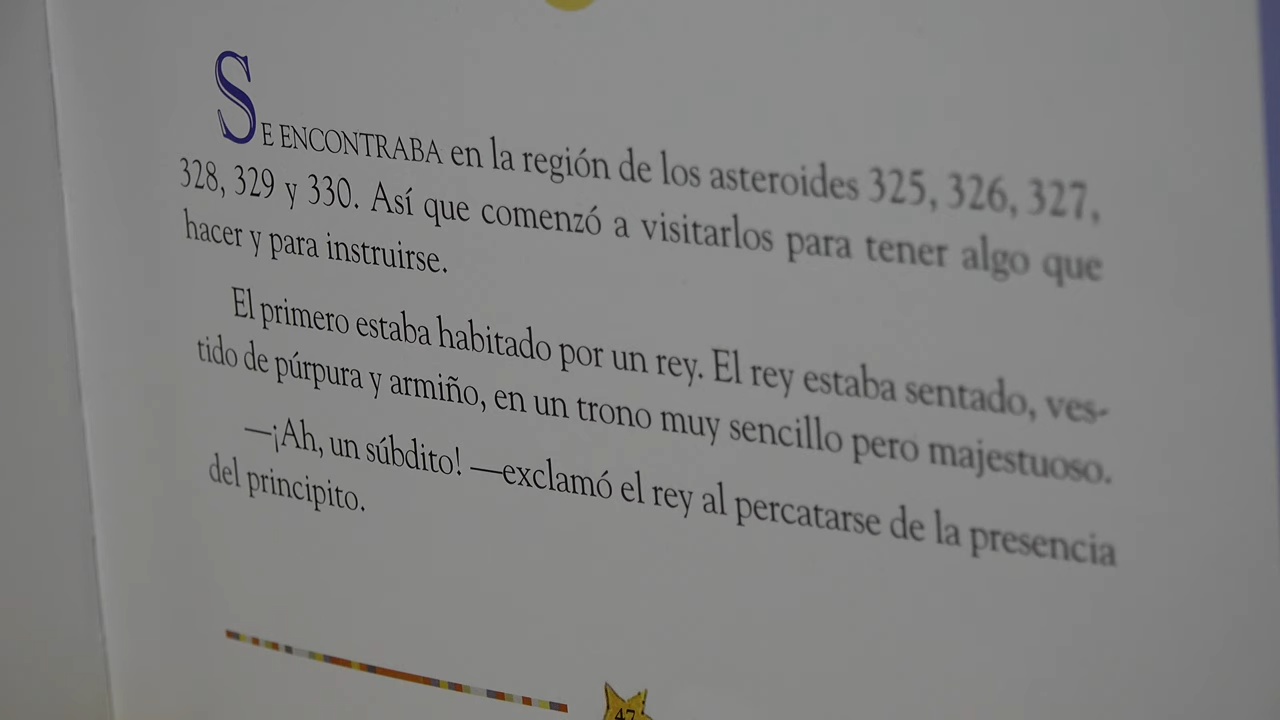 SE ENCONTRABA en la región de los asteroides 325, 326, 327,
328, 329 y 330. Así que comenzó a visitarlos para tener algo que
hacer y para instruirse.
El primero estaba habitado por un rey. El rey estaba sentado, ves-
tido de púrpura y armiño, en un trono muy sencillo pero majestuoso.
—¡Ah, un súbdito! —exclamó el rey al percatarse de la presencia
del principito.
47